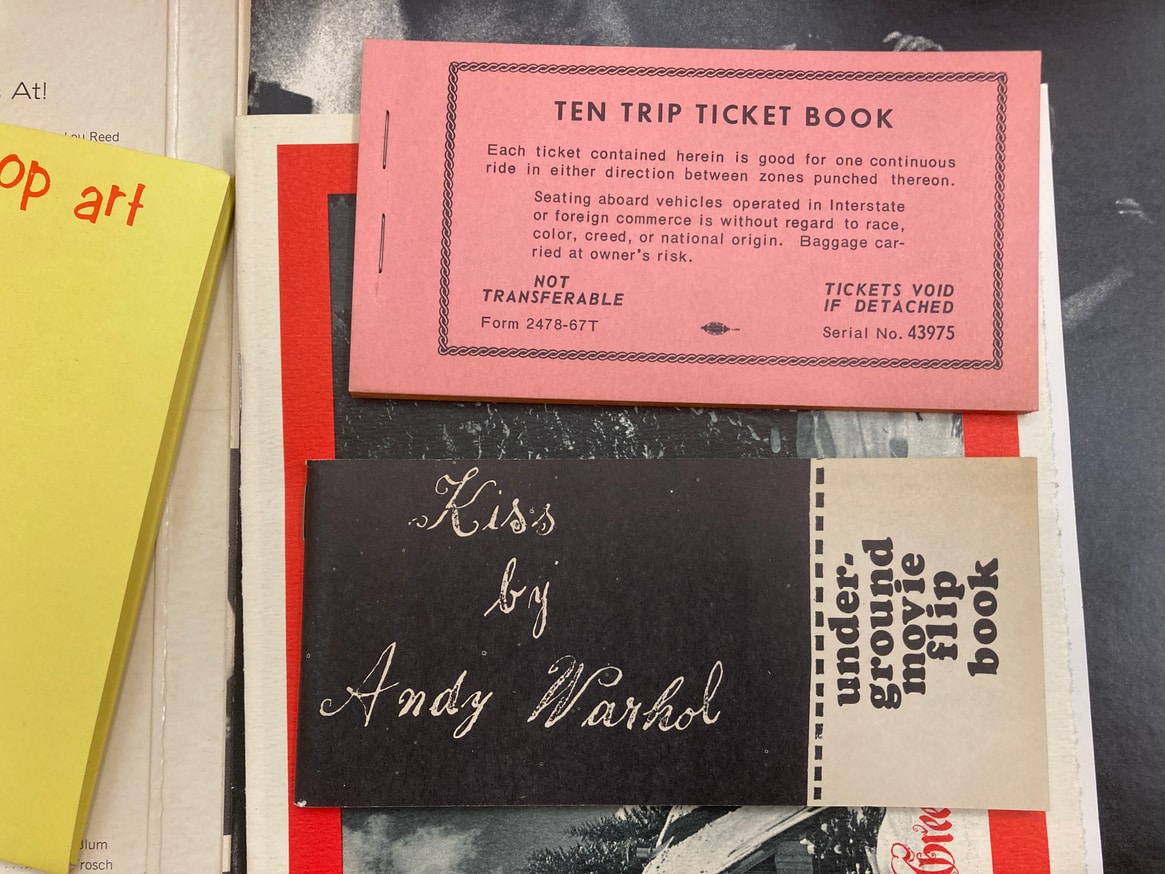 At!
Lou Reed
op art
TEN TRIP TICKET BOOK
Each ticket contained herein is good for one continuous
ride in either direction between zones punched thereon.
Seating aboard vehicles operated in Interstate
or foreign commerce is without regard to race,
color, creed, or national origin. Baggage car-
ried at owner's risk.
NOT
TRANSFERABLE
TICKETS VOID
IF DETACHED
Form 2478-67T
Serial No. 43975
Kiss
by
Andy Warhol
under-
ground
movie
flip
book